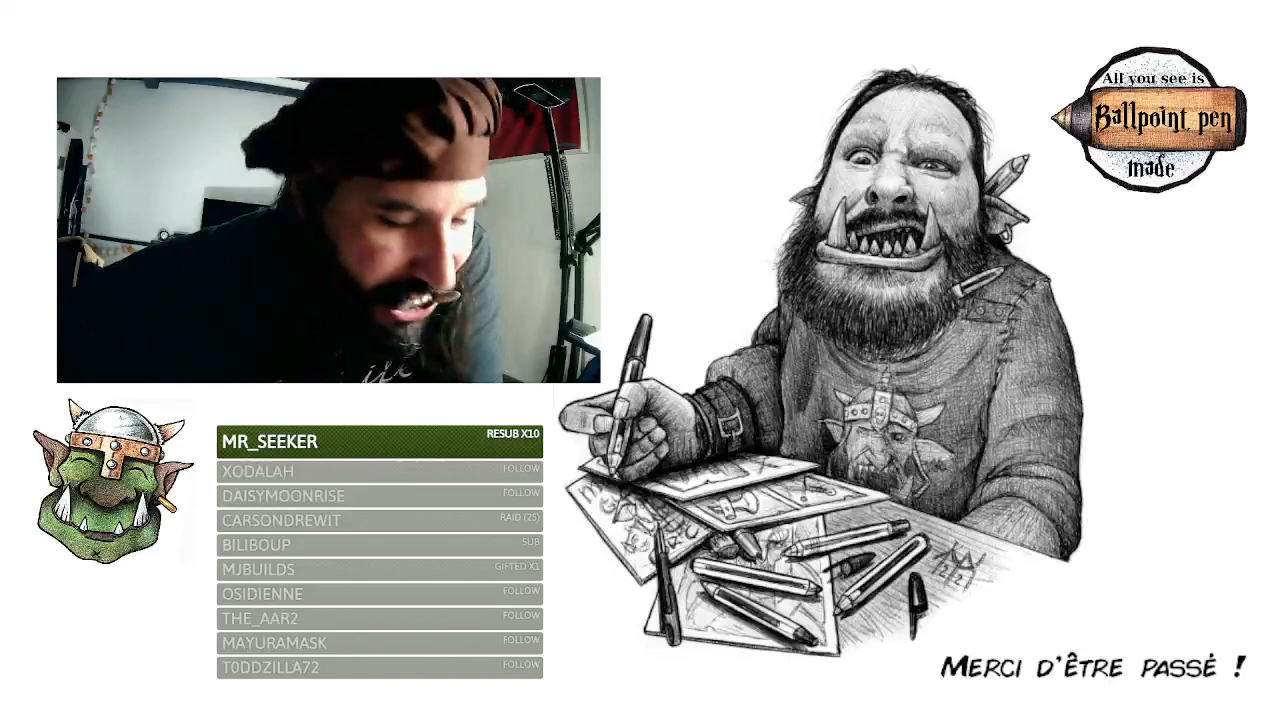 All you see is
Ballpoint pen
made
MR_SEEKER RESUB X10
XODALAH FOLLOW
DAISYMOONRISE FOLLOW
CARSONDREWIT RAID (25)
BILIBOUP SUB
MJBUILDS GIFTED X1
OSIDIENNE FOLLOW
THE_AAR2 FOLLOW
MAYURAMASK FOLLOW
T0DDZILLA72 FOLLOW
MERCI D'ÊTRE PASSÉ !